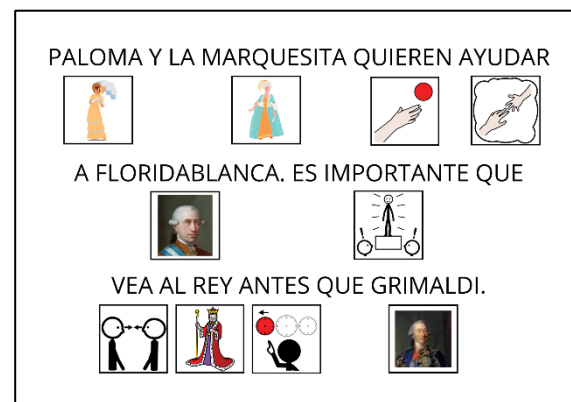 PALOMA Y LA MARQUESITA QUIEREN AYUDAR
A FLORIDABLANCA. ES IMPORTANTE QUE
VEA AL REY ANTES QUE GRIMALDI.